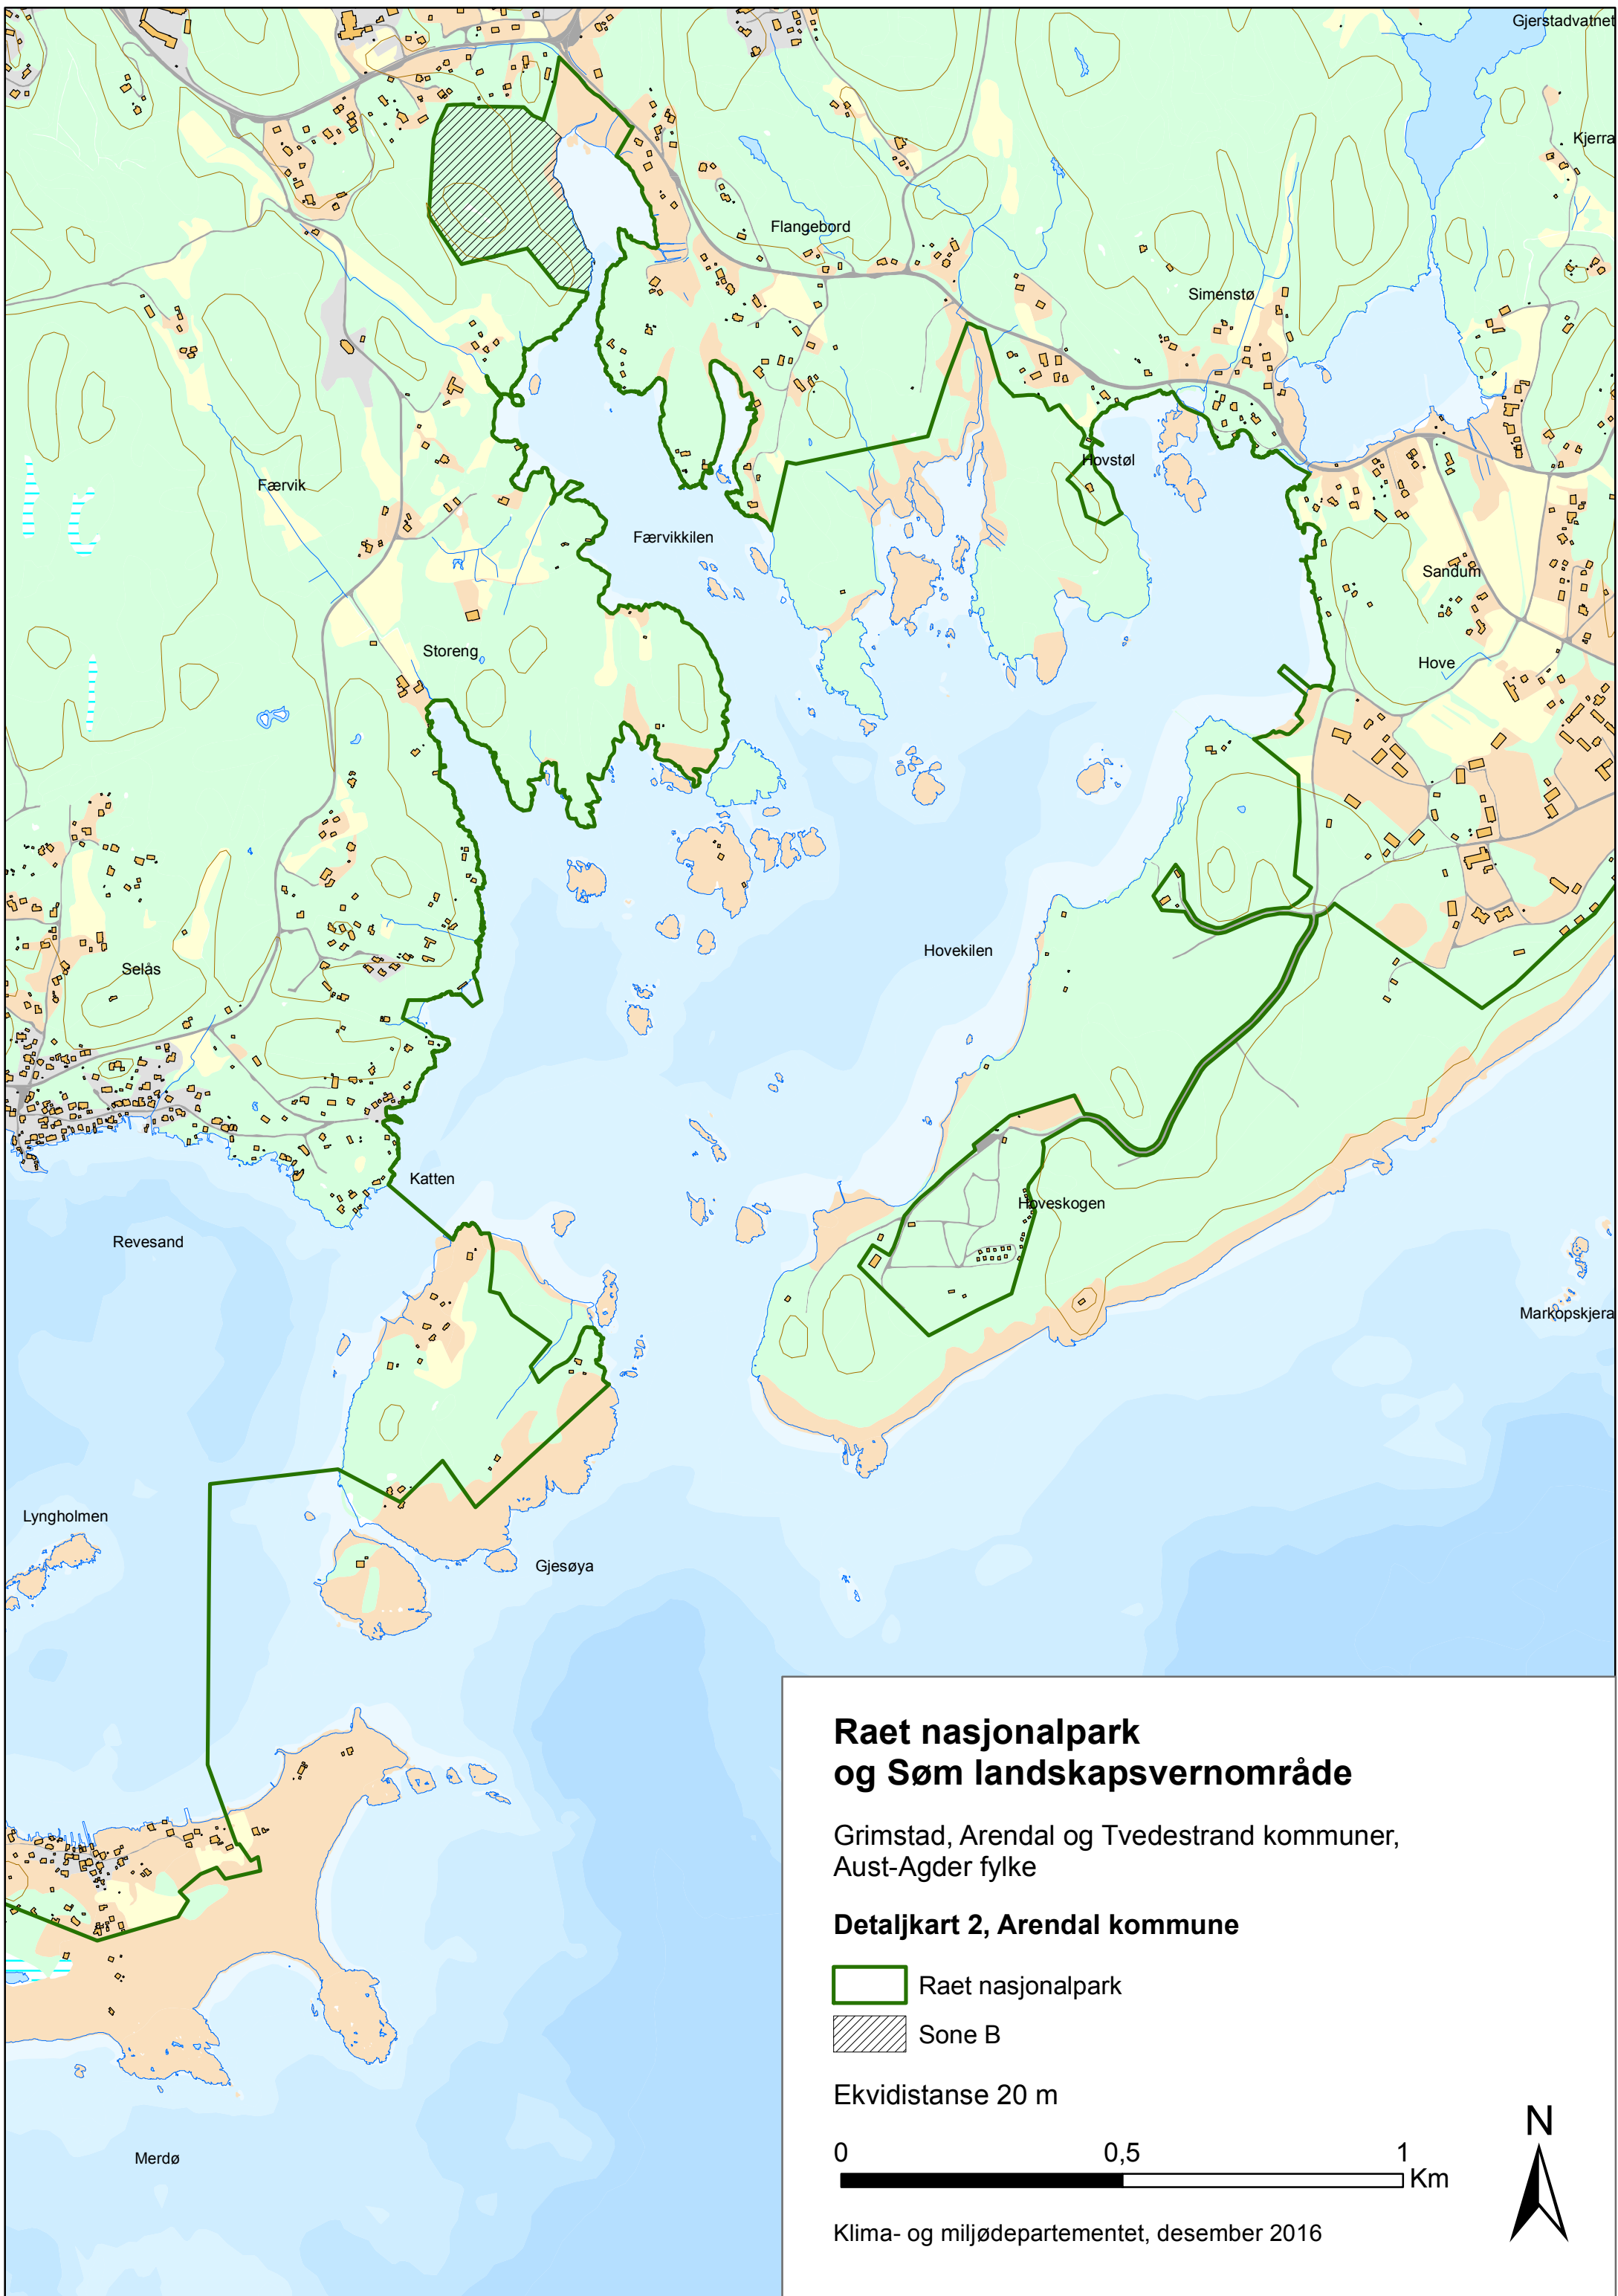 Gjerstadvatnet
Kjerra
Flangebord
Simenstø
Hovstøl
Færvik
Færvikkilen
Sandum
Storeng
Hove
Hovekilen
Selås
Katten
Hoveskogen
Revesand
Markopskjera
Lyngholmen
Gjesøya
Merdø
Raet nasjonalpark
og Søm landskapsvernområde
Grimstad, Arendal og Tvedestrand kommuner,
Aust-Agder fylke
Detaljkart 2, Arendal kommune
Raet nasjonalpark
Sone B
Ekvidistanse 20 m
N
0 0,5 1
Km
Klima- og miljødepartementet, desember 2016